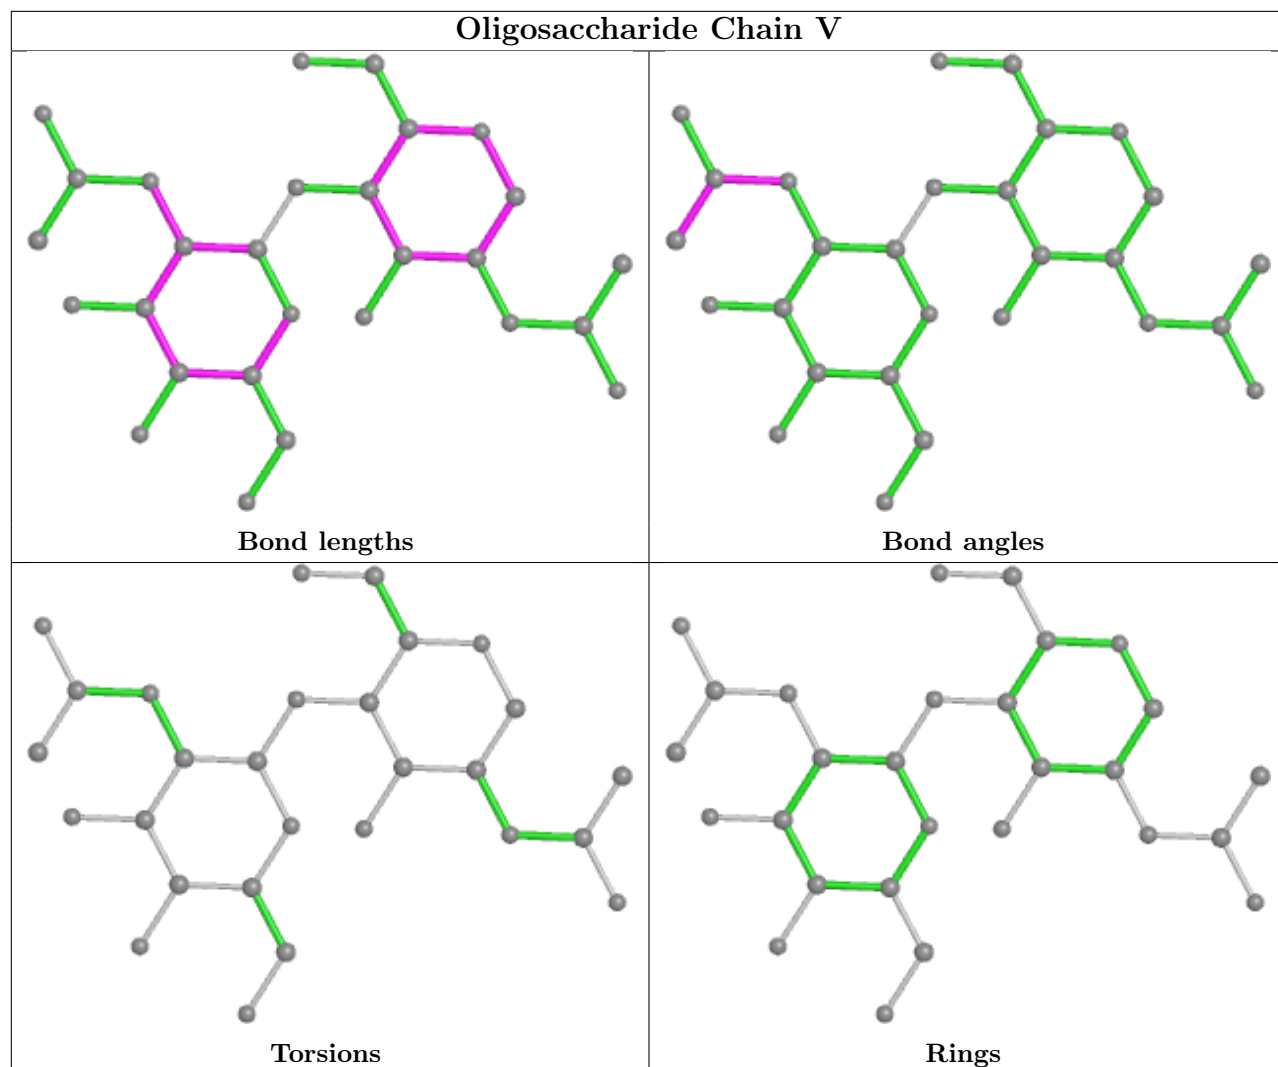 Oligosaccharide Chain V
Bond lengths
Bond angles
Torsions
Rings